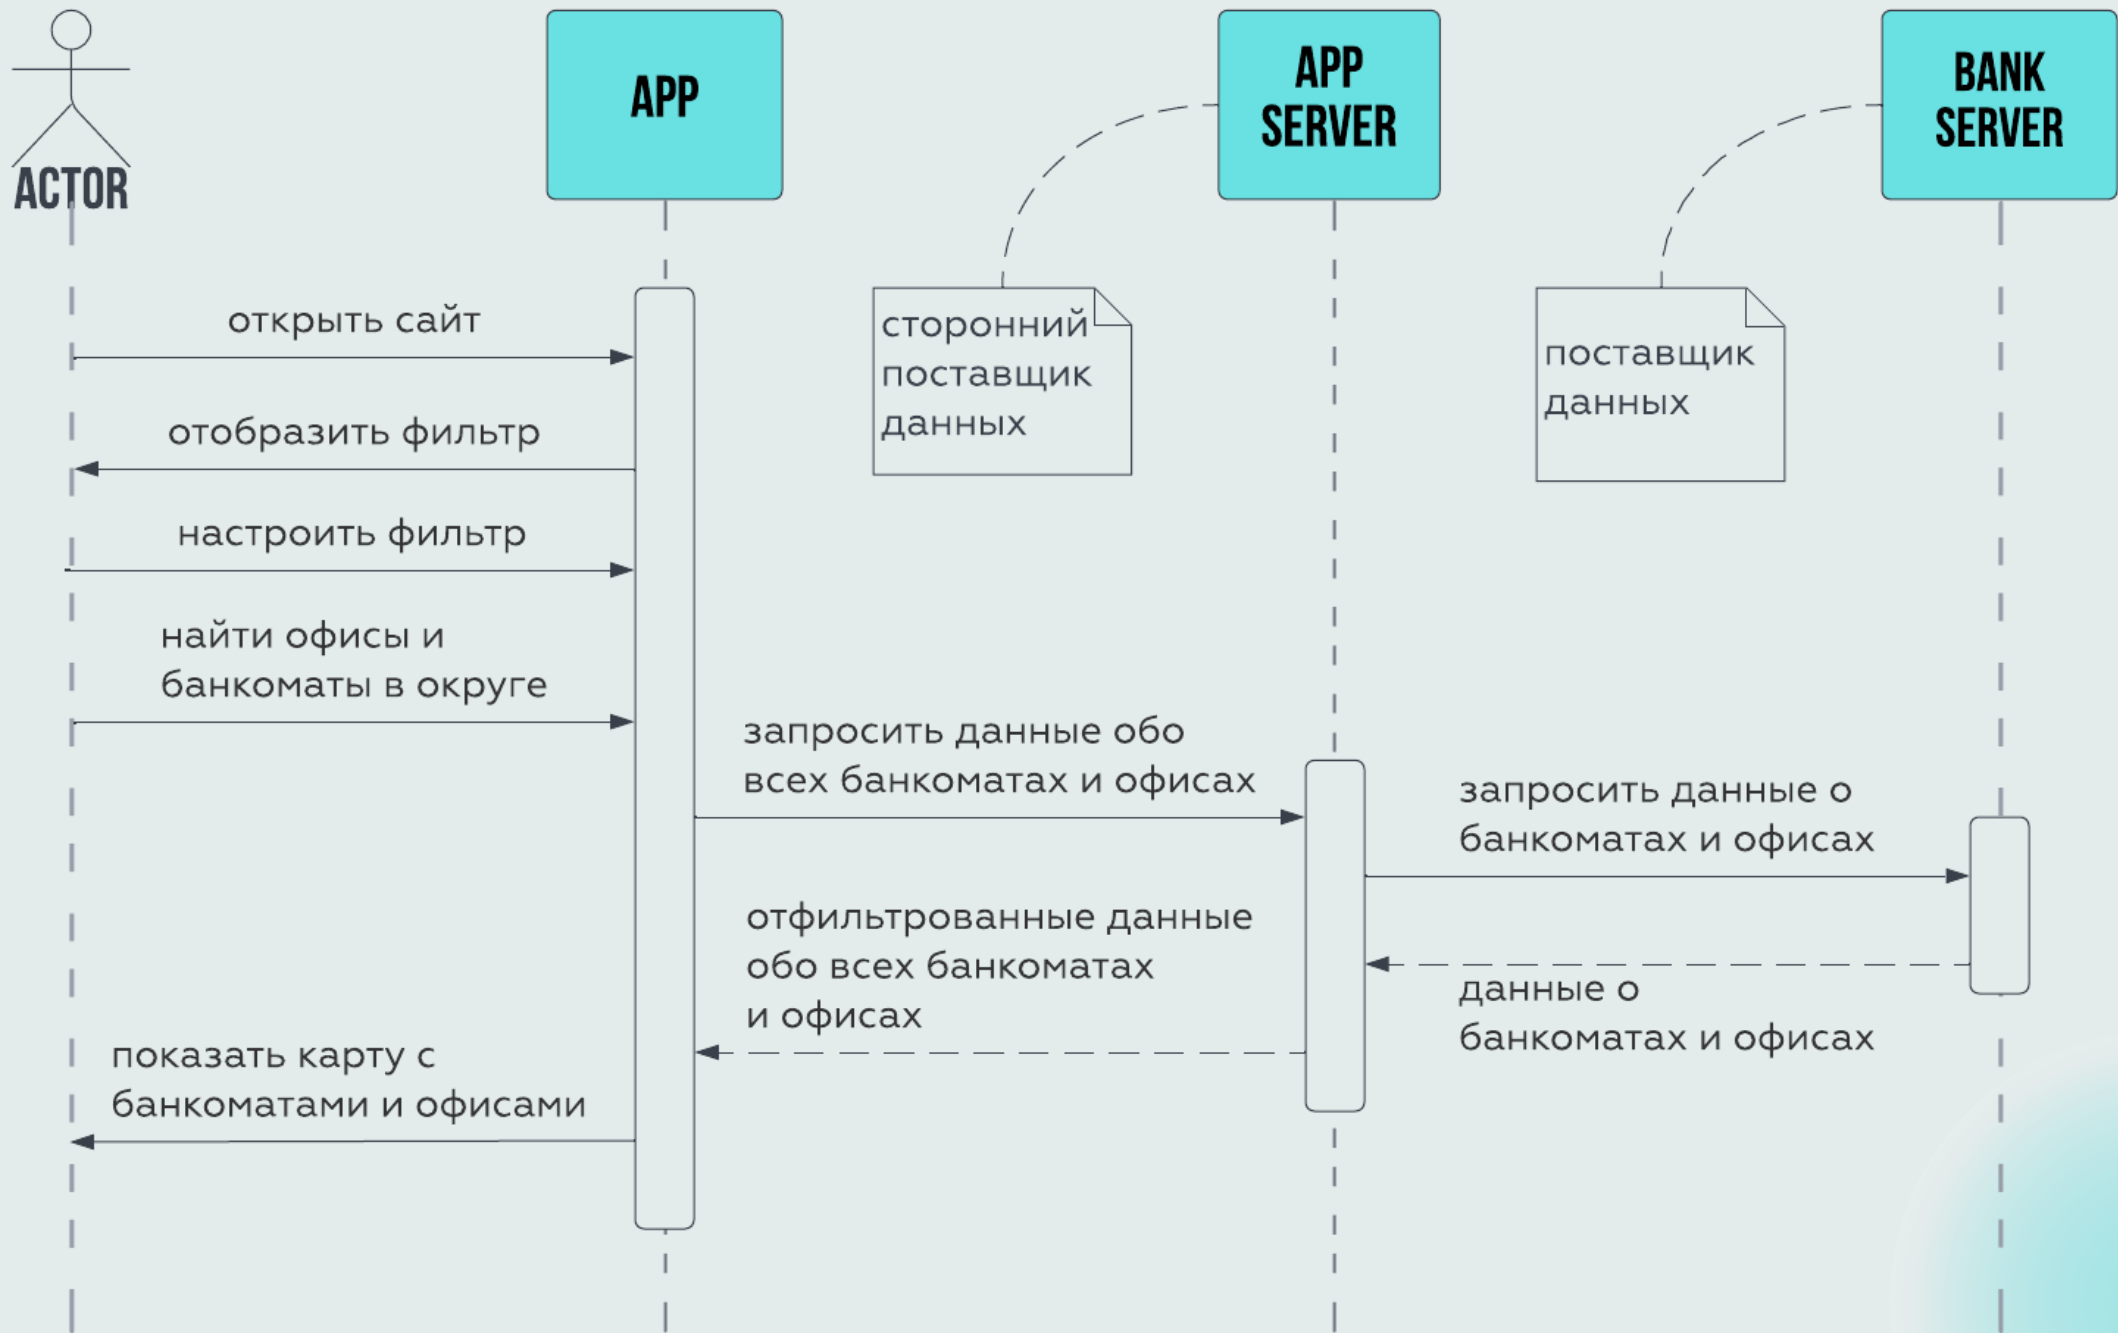 ACTOR
APP
APP
SERVER
BANK
SERVER
открыть сайт
сторонний
поставщик
данных
поставщик
данных
отобразить фильтр
настроить фильтр
найти офисы и
банкоматы в округе
запросить данные обо
всех банкоматах и офисах
запросить данные о
банкоматах и офисах
отфильтрованные данные
обо всех банкоматах
и офисах
данные о
банкоматах и офисах
показать карту с
банкоматами и офисами